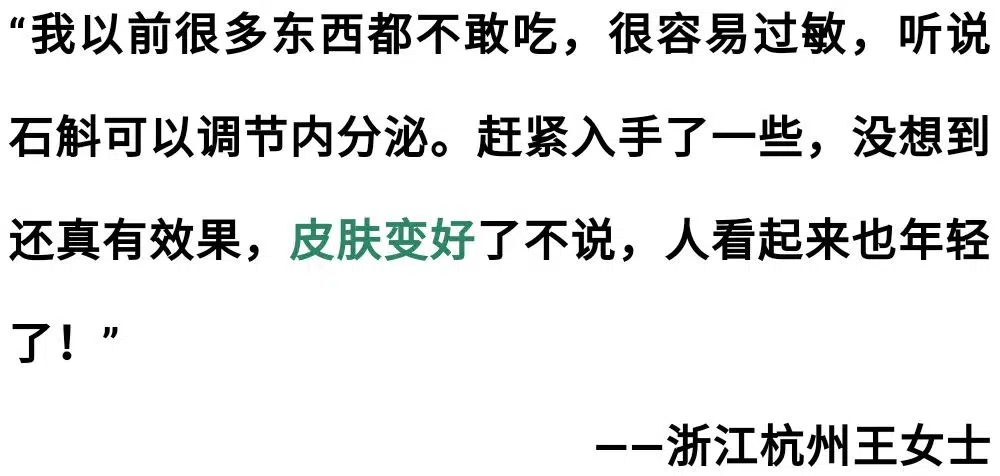 “我以前很多东西都不敢吃，很容易过敏，听说
石斛可以调节内分泌。赶紧入手了一些，没想到
还真有效果，皮肤变好了不说，人看起来也年轻
了！”
——浙江杭州王女士